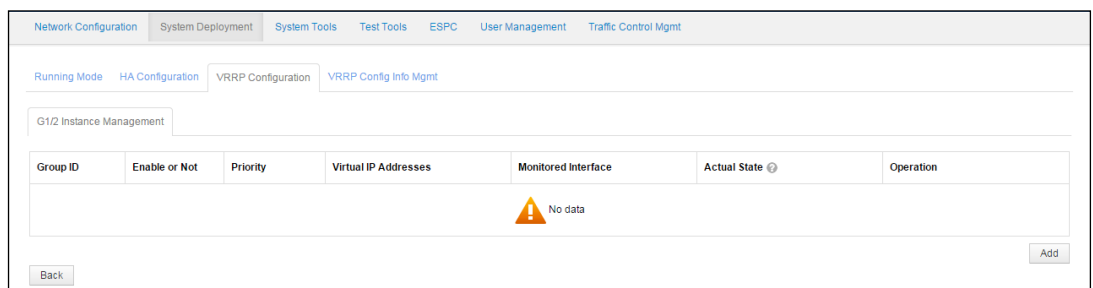 Network Configuration System Deployment System Tools Test Tools ESPC User Management Traffic Control Mgmt
Running Mode HA Configuration VRRP Configuration VRRP Config Info Mgmt
G1/2 Instance Management
Group ID Enable or Not Priority Virtual IP Addresses Monitored Interface Actual State ? Operation
No data
Add
Back